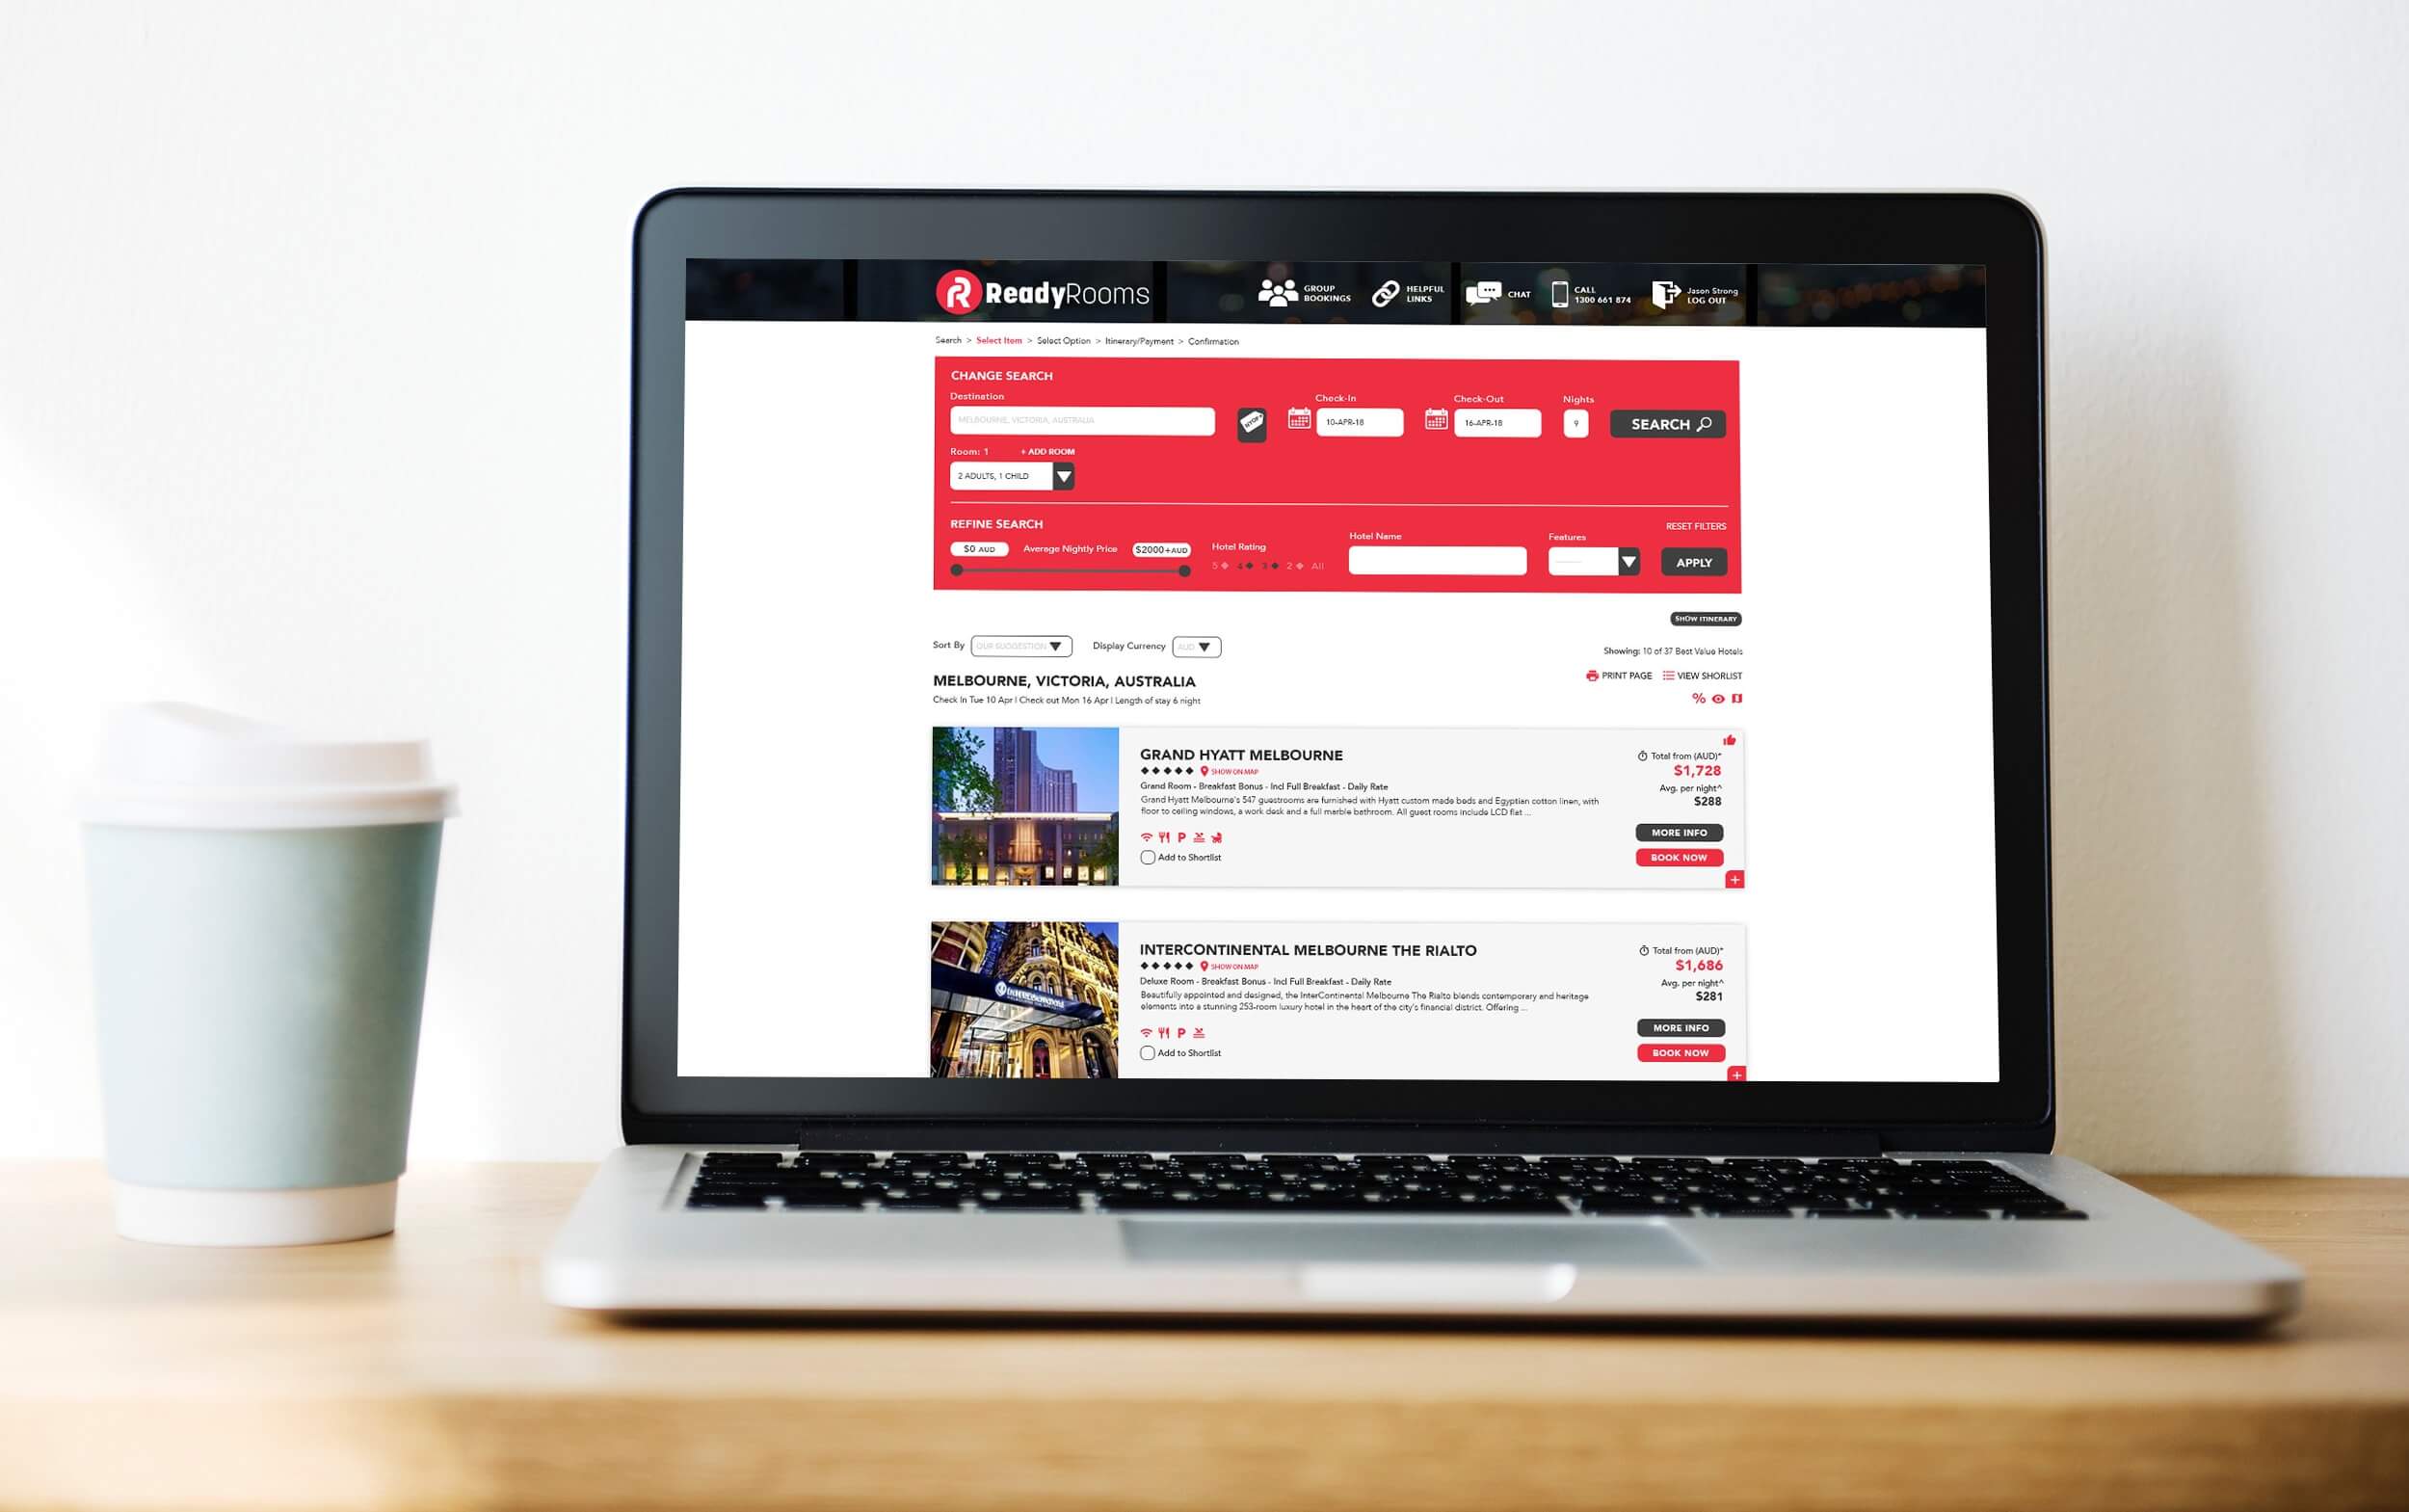 ReadyRooms
GROUP BOOKINGS
HELPFUL LINKS
CHAT
CALL 1300 661 874
Jason Strong LOG OUT
Search > Select Item > Select Option > Itinerary/Payment > Confirmation
CHANGE SEARCH
Destination
Check-In
Check-Out
Nights
MELBOURNE, VICTORIA, AUSTRALIA
10-APR-18
16-APR-18
9
SEARCH
Room: 1 + ADD ROOM
2 ADULTS, 1 CHILD
REFINE SEARCH
RESET FILTERS
$0 AUD Average Nightly Price $2000+AUD
Hotel Rating
5 4 3 2 All
Hotel Name
Features
APPLY
SHOW ITINERARY
Sort By OUR SUGGESTION Display Currency AUD
Showing: 10 of 37 Best Value Hotels
PRINT PAGE VIEW SHORLIST
MELBOURNE, VICTORIA, AUSTRALIA
Check In Tue 10 Apr | Check out Mon 16 Apr | Length of stay 6 night
%
GRAND HYATT MELBOURNE
SHOW ON MAP
Grand Room - Breakfast Bonus - Incl Full Breakfast - Daily Rate
Grand Hyatt Melbourne's 547 guestrooms are furnished with Hyatt custom made beds and Egyptian cotton linen, with
floor to ceiling windows, a work desk and a full marble bathroom. All guest rooms include LCD flat ...
P
Add to Shortlist
Total from (AUD)*
$1,728
Avg. per night^
$288
MORE INFO
BOOK NOW
+
INTERCONTINENTAL MELBOURNE THE RIALTO
SHOW ON MAP
Deluxe Room - Breakfast Bonus - Incl Full Breakfast - Daily Rate
Beautifully appointed and designed, the InterContinental Melbourne The Rialto blends contemporary and heritage
elements into a stunning 253-room luxury hotel in the heart of the city's financial district. Offering ...
P
Add to Shortlist
Total from (AUD)*
$1,686
Avg. per night^
$281
MORE INFO
BOOK NOW
+